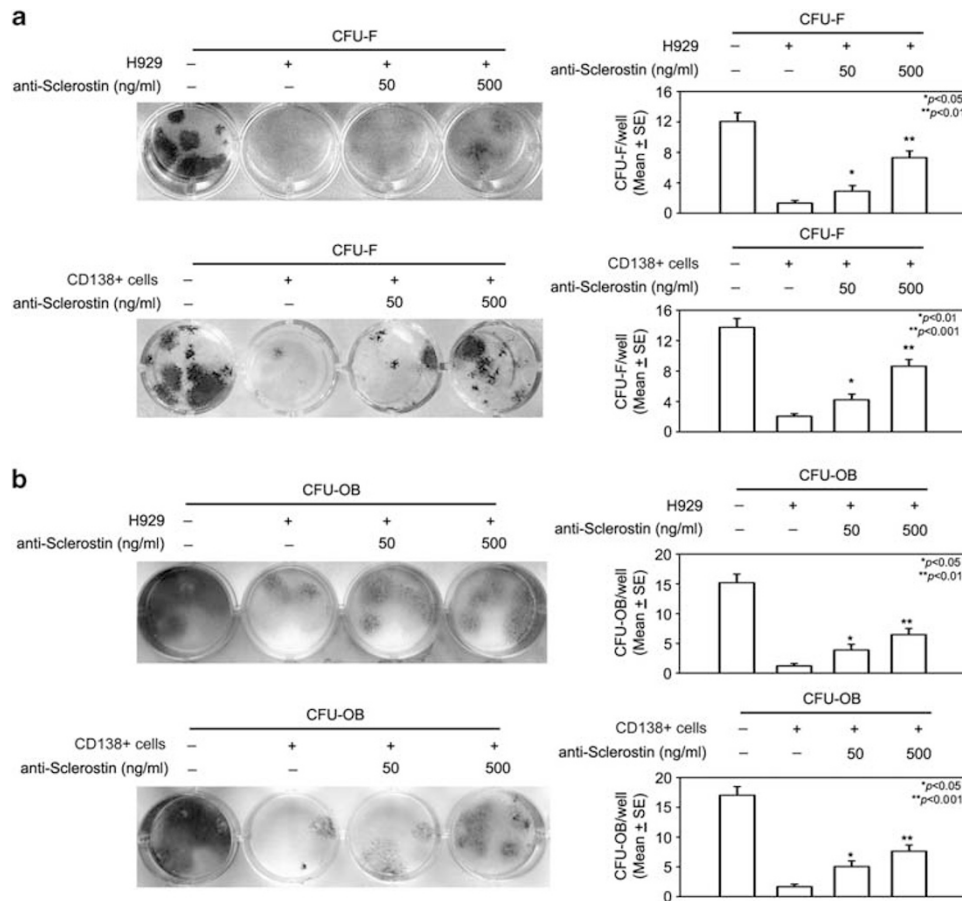 a
CFU-F
H929 – + + +
anti-Sclerostin (ng/ml) – – 50 500
CFU-F
H929 – + + +
anti-Sclerostin (ng/ml) – – 50 500
CFU-F/well
(Mean ± SE)
16
12
8
4
0
*p<0.05
**p<0.01
*
**
CFU-F
CD138+ cells – + + +
anti-Sclerostin (ng/ml) – – 50 500
CFU-F
CD138+ cells – + + +
anti-Sclerostin (ng/ml) – – 50 500
CFU-F/well
(Mean ± SE)
16
12
8
4
0
*p<0.01
**p<0.001
*
**
b
CFU-OB
H929 – + + +
anti-Sclerostin (ng/ml) – – 50 500
CFU-OB
H929 – + + +
anti-Sclerostin (ng/ml) – – 50 500
CFU-OB/well
(Mean ± SE)
20
15
10
5
0
*p<0.05
**p<0.01
*
**
CFU-OB
CD138+ cells – + + +
anti-Sclerostin (ng/ml) – – 50 500
CFU-OB
CD138+ cells – + + +
anti-Sclerostin (ng/ml) – – 50 500
CFU-OB/well
(Mean ± SE)
20
15
10
5
0
*p<0.05
**p<0.001
*
**